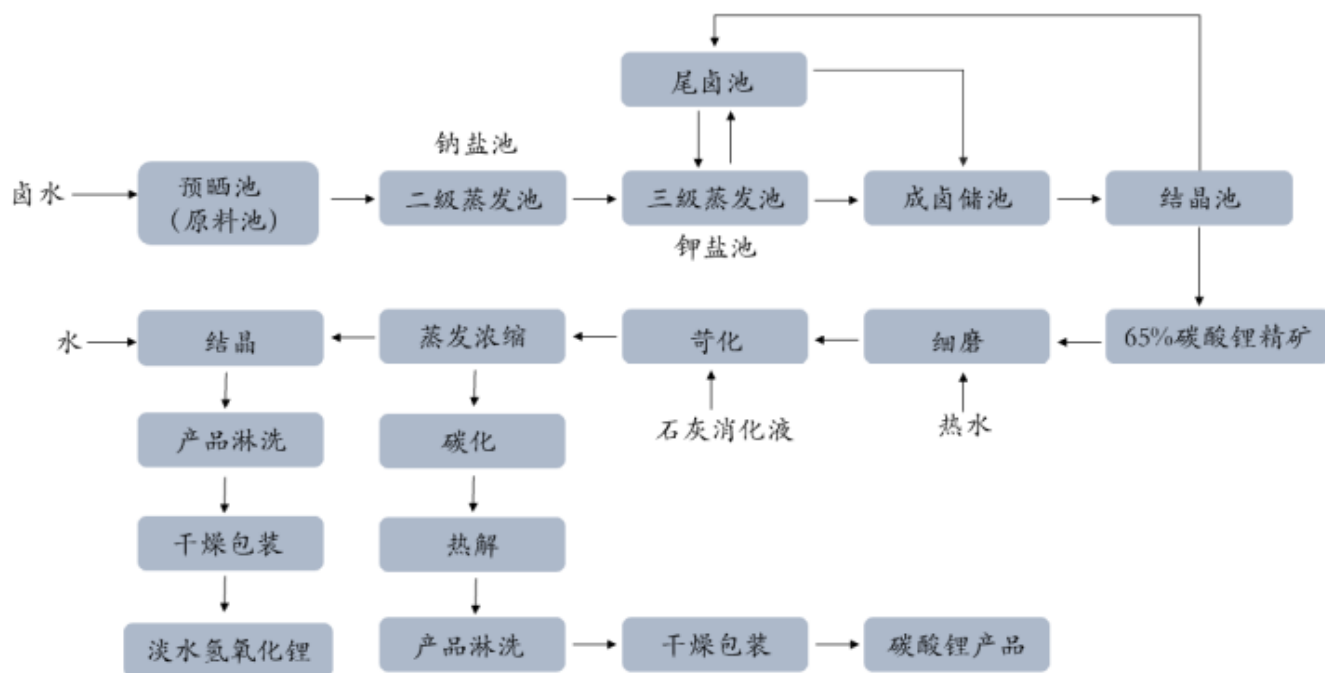 尾卤池
钠盐池
卤水
预晒池
（原料池）
二级蒸发池
三级蒸发池
成卤储池
结晶池
钾盐池
水
结晶
蒸发浓缩
苛化
细磨
65%碳酸锂精矿
产品淋洗
碳化
石灰消化液
热水
干燥包装
热解
淡水氢氧化锂
产品淋洗
干燥包装
碳酸锂产品